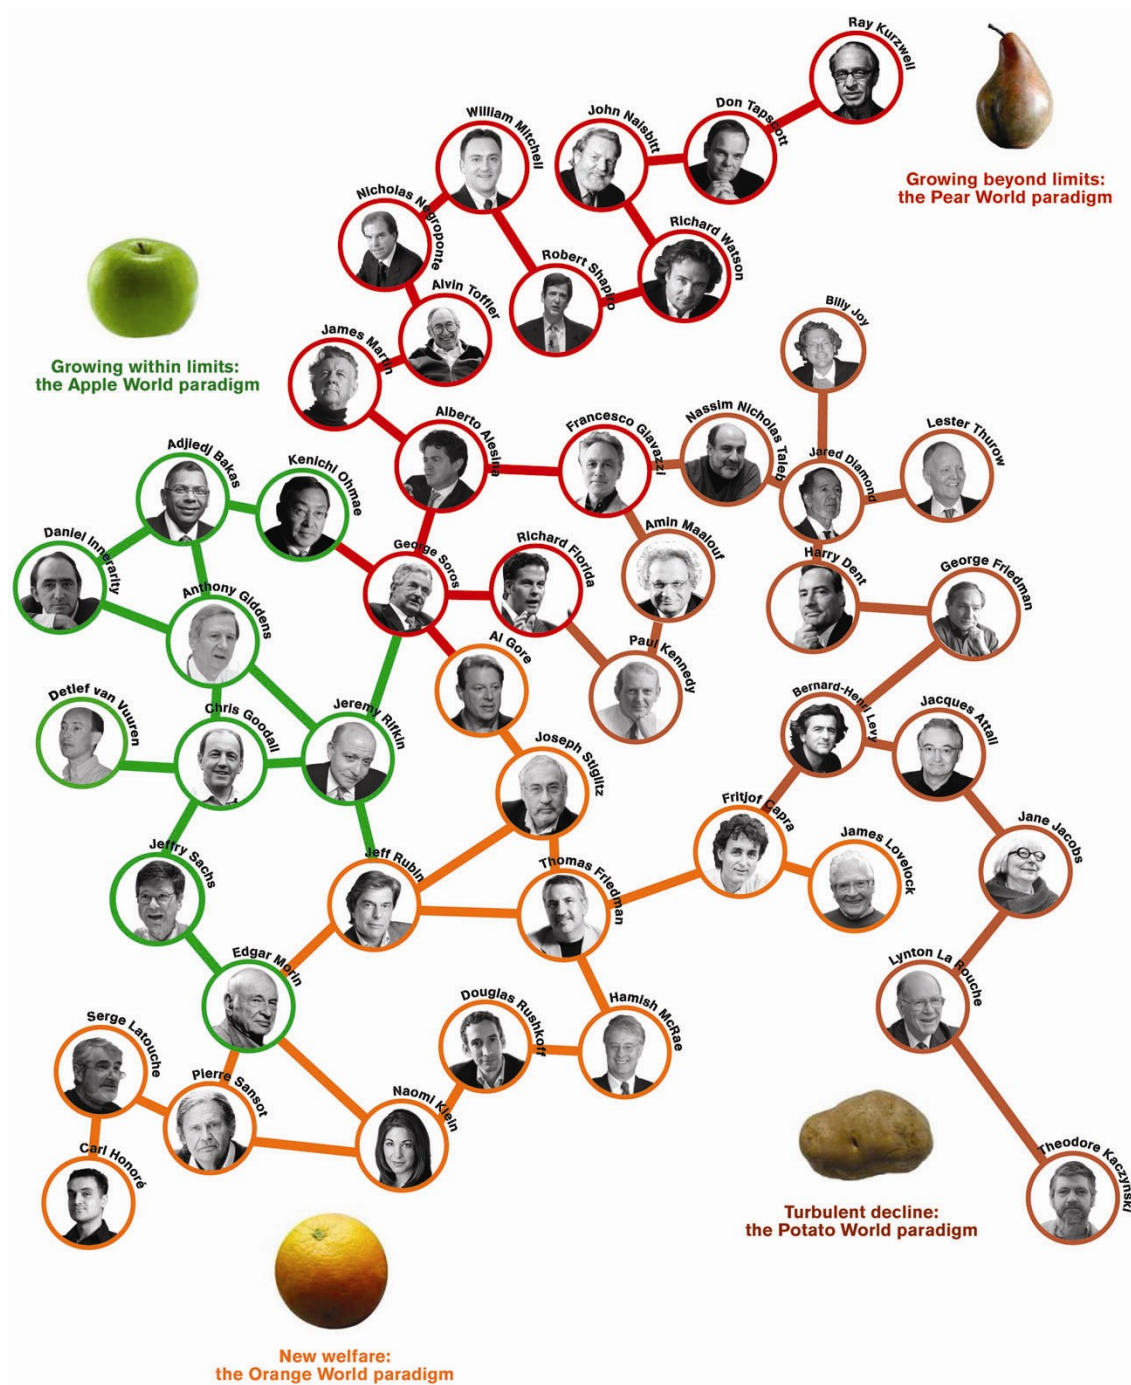 Ray Kurzwell
William Mitchell
John Naisbitt
Don Tapscott
Growing beyond limits:
the Pear World paradigm
Nicholas Negroponte
Richard Watson
Robert Shapiro
Alvin Toffler
Billy Joy
James Martin
Growing within limits:
the Apple World paradigm
Alberto Alesina
Francesco Giavazzi
Nassim Nicholas Taleb
Lester Thurow
Adjiedj Bakas
Kenichi Ohmae
Jared Diamond
Daniel Innerarity
George Soros
Richard Florida
Amin Maalouf
Harry Dent
George Friedman
Anthony Giddens
Al Gore
Paul Kennedy
Detlef van Vuuren
Chris Goodall
Jeremy Rifkin
Bernard-Henri Levy
Jacques Attali
Joseph Stiglitz
Fritjof Capra
Jeffry Sachs
Jeff Rubin
Thomas Friedman
James Lovelock
Jane Jacobs
Edgar Morin
Lynton La Rouche
Serge Latouche
Douglas Rushkoff
Hamish McRae
Pierre Sansot
Naomi Klein
Carl Honoré
Theodore Kaczynski
Turbulent decline:
the Potato World paradigm
New welfare:
the Orange World paradigm